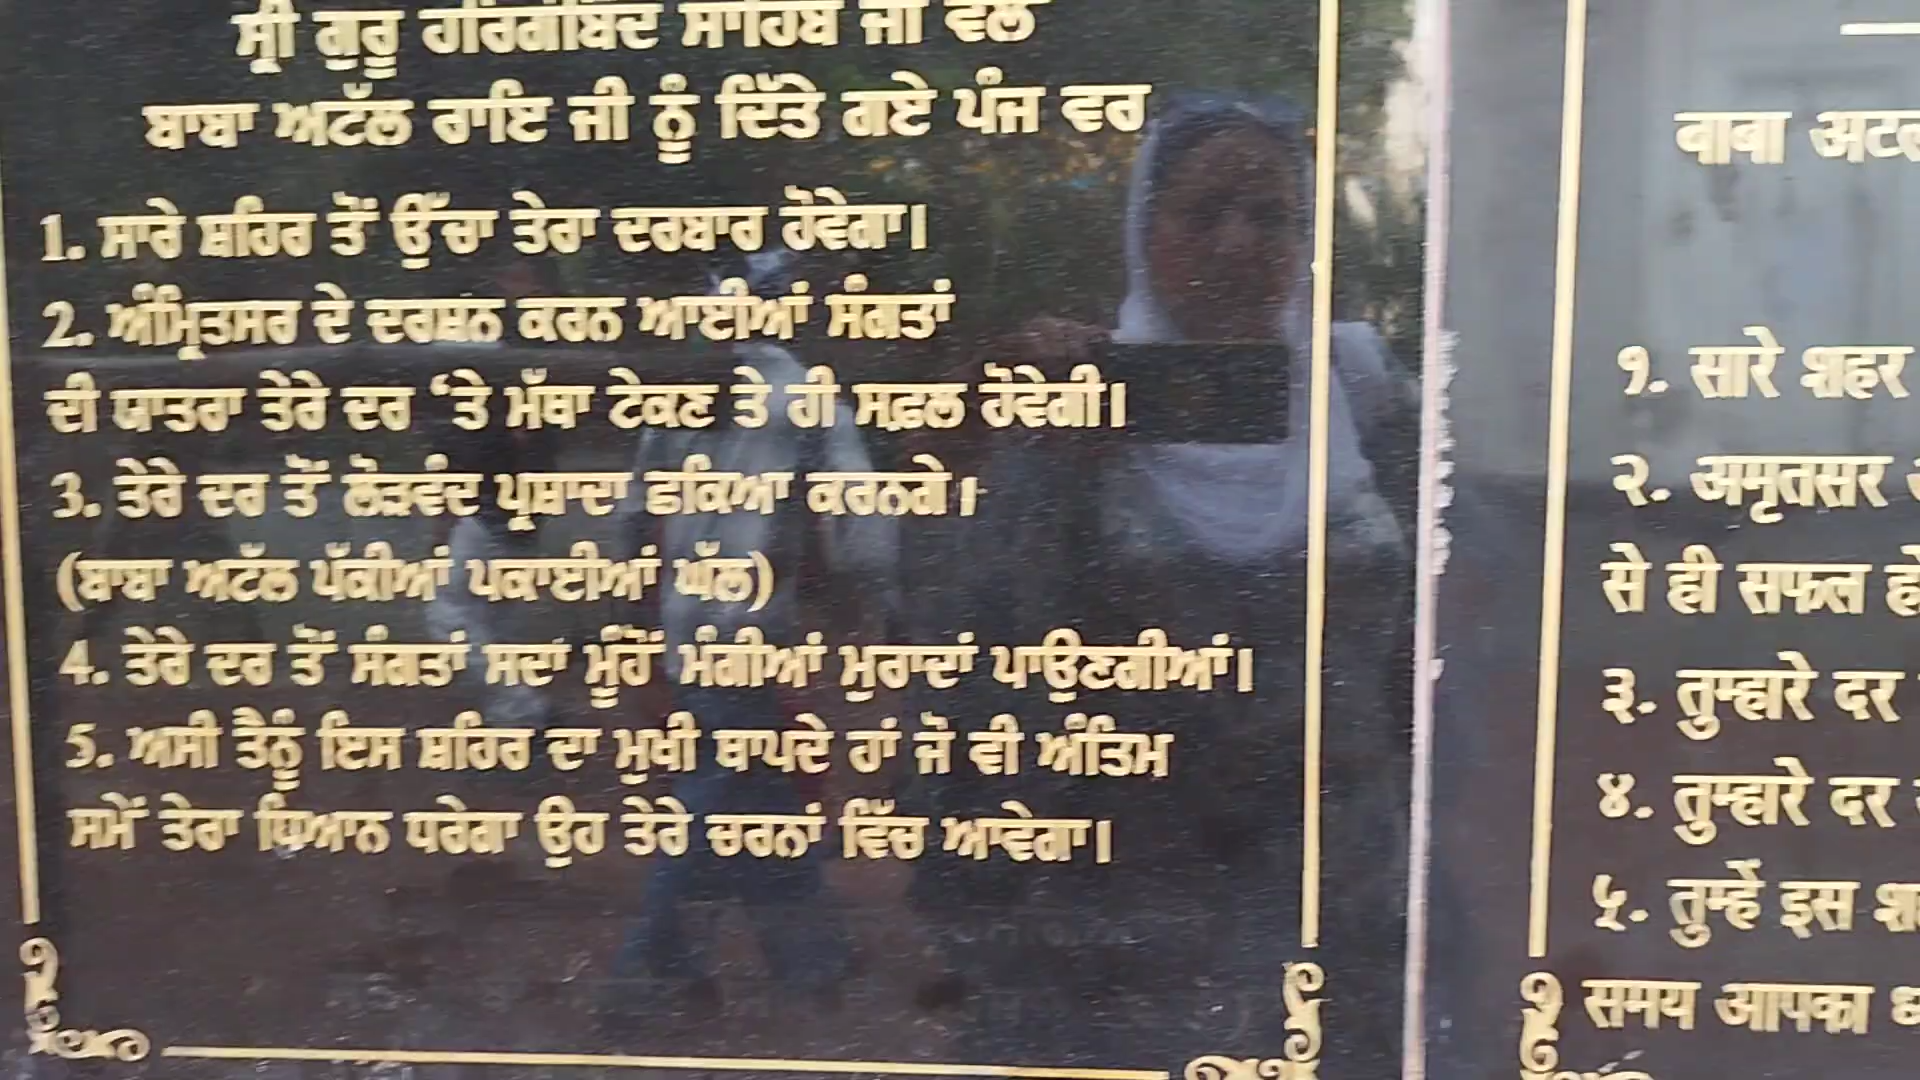 ਸ੍ਰੀ ਗੁਰੂ ਹਰਿਗੋਬਿੰਦ ਸਾਹਿਬ ਜੀ ਵਲੋਂ
ਬਾਬਾ ਅਟੱਲ ਰਾਇ ਜੀ ਨੂੰ ਦਿੱਤੇ ਗਏ ਪੰਜ ਵਰ
1. ਸਾਰੇ ਸ਼ਹਿਰ ਤੋਂ ਉੱਚਾ ਤੇਰਾ ਦਰਬਾਰ ਹੋਵੇਗਾ।
2. ਅੰਮ੍ਰਿਤਸਰ ਦੇ ਦਰਸ਼ਨ ਕਰਨ ਆਈਆਂ ਸੰਗਤਾਂ
ਦੀ ਯਾਤਰਾ ਤੇਰੇ ਦਰ ‘ਤੇ ਮੱਥਾ ਟੇਕਣ ਤੇ ਹੀ ਸਫ਼ਲ ਹੋਵੇਗੀ।
3. ਤੇਰੇ ਦਰ ਤੋਂ ਲੋੜਵੰਦ ਪ੍ਰਸ਼ਾਦਾ ਛਕਿਆ ਕਰਨਗੇ।
(ਬਾਬਾ ਅਟੱਲ ਪੱਕੀਆਂ ਪਕਾਈਆਂ ਘੱਲ)
4. ਤੇਰੇ ਦਰ ਤੋਂ ਸੰਗਤਾਂ ਸਦਾਂ ਮੂੰਹੋਂ ਮੰਗੀਆਂ ਮੁਰਾਦਾਂ ਪਾਉਣਗੀਆਂ।
5. ਅਸੀ ਤੈਨੂੰ ਇਸ ਸ਼ਹਿਰ ਦਾ ਮੁਖੀ ਥਾਪਦੇ ਹਾਂ ਜੋ ਵੀ ਅੰਤਿਮ
ਸਮੇਂ ਤੇਰਾ ਧਿਆਨ ਧਰੇਗਾ ਉਹ ਤੇਰੇ ਚਰਨਾਂ ਵਿੱਚ ਆਵੇਗਾ।
बाबा
१. सारे शहर
२. अमृतसर
से ही सफल
३. तुम्हारे दर
४. तुम्हारे दर
५. तुम्हें इस
समय आपका